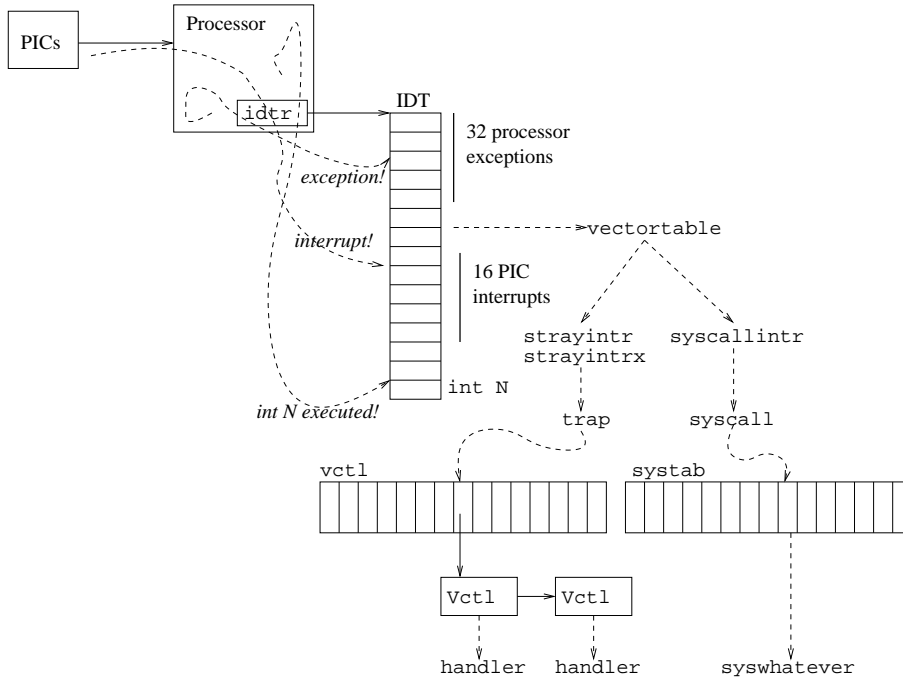 Processor
PICs
idtr
IDT
32 processor
exceptions
exception!
vectortable
interrupt!
16 PIC
interrupts
strayintr
strayintrx
syscallintr
int N
int N executed!
trap
syscall
vctl
systab
Vctl
Vctl
handler
handler
syswhatever